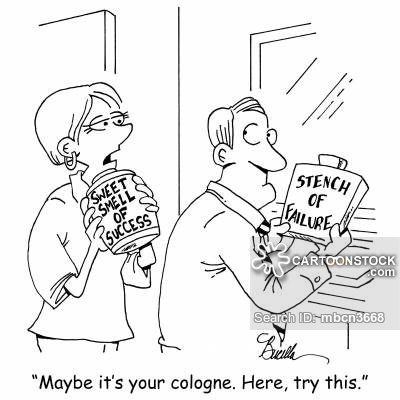 SWEET
SMELL
OF
SUCCESS
STENCH
OF
FAILURE
CARTOONSTOCK
.com
Search ID: mbcn3668
Bucella
“Maybe it’s your cologne. Here, try this.”